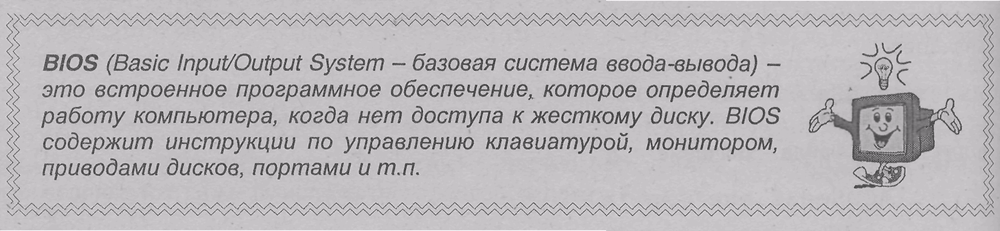 BIOS (Basic Input/Output System – базовая система ввода-вывода) –
это встроенное программное обеспечение, которое определяет
работу компьютера, когда нет доступа к жесткому диску. BIOS
содержит инструкции по управлению клавиатурой, монитором,
приводами дисков, портами и т.п.